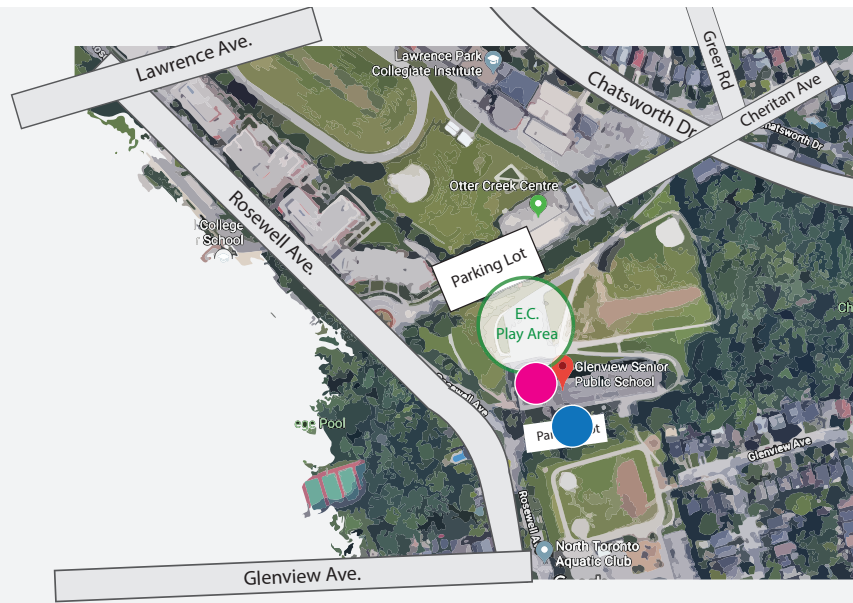 Lawrence Ave.
Lawrence Park
Collegiate Institute
Greer Rd
Chatsworth Dr
Cheritan Ave
hatsworth Dr
Otter Creek Centre
Rosewell Ave.
College
School
Parking Lot
E.C.
Play Area
Ch
Glenview Senior
Public School
Rosewell Ave
Pool
Glenview Ave
Rosewell A
North Toronto
Aquatic Club
Glenview Ave.